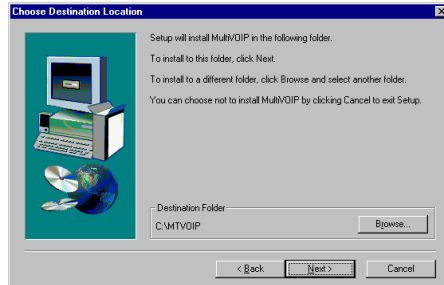 Choose Destination Location
Setup will install MultiVOIP in the following folder.
To install to this folder, click Next.
To install to a different folder, click Browse and select another folder.
You can choose not to install MultiVOIP by clicking Cancel to exit Setup.
Destination Folder
C:\MTVOIP
Browse...
< Back
Next >
Cancel